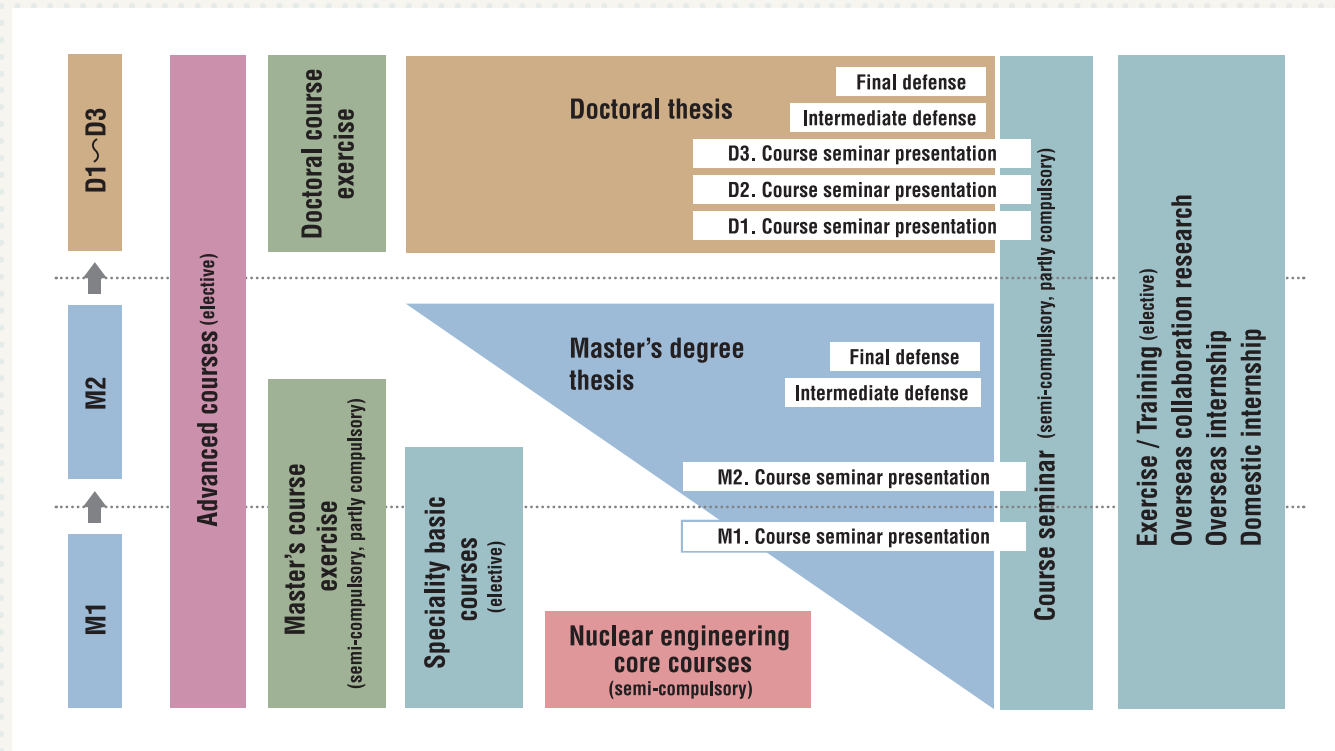 D1~D3
M2
M1
Advanced courses (elective)
Doctoral course
exercise
Master's course
exercise
(semi-compulsory, partly compulsory)
Speciality basic
courses
(elective)
Doctoral thesis
Final defense
Intermediate defense
D3. Course seminar presentation
D2. Course seminar presentation
D1. Course seminar presentation
Master's degree
thesis
Final defense
Intermediate defense
M2. Course seminar presentation
M1. Course seminar presentation
Nuclear engineering
core courses
(semi-compulsory)
Course seminar (semi-compulsory, partly compulsory)
Exercise / Training (elective)
Overseas collaboration research
Overseas internship
Domestic internship